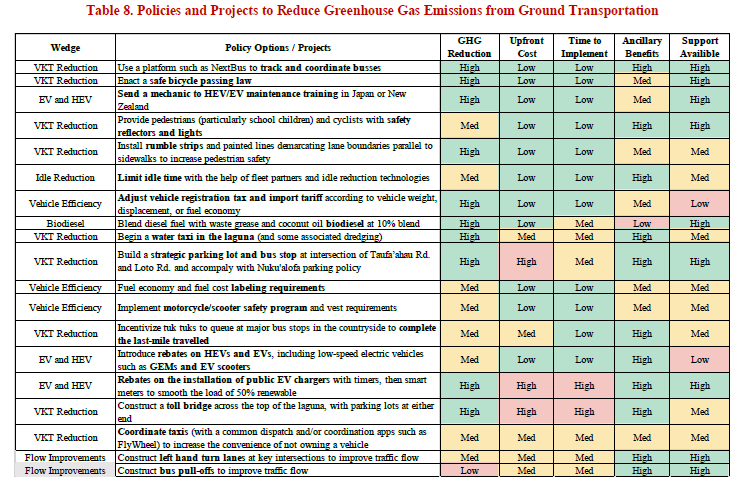 Table 8. Policies and Projects to Reduce Greenhouse Gas Emissions from Ground Transportation
Wedge Policy Options / Projects GHG Reduction Upfront Cost Time to Implement Ancillary Benefits Support Availible
VKT Reduction Use a platform such as NextBus to track and coordinate busses High Low Low High High
VKT Reduction Enact a safe bicycle passing law High Low Low Med High
EV and HEV Send a mechanic to HEV/EV maintenance training in Japan or New Zealand High Low Low Med High
VKT Reduction Provide pedestrians (particularly school children) and cyclists with safety reflectors and lights Med Low Low High High
VKT Reduction Install rumble strips and painted lines demarcating lane boundaries parallel to sidewalks to increase pedestrian safety High Low Low Med Med
Idle Reduction Limit idle time with the help of fleet partners and idle reduction technologies Med Low Low High Med
Vehicle Efficiency Adjust vehicle registration tax and import tariff according to vehicle weight, displacement, or fuel economy High Low Low Med Low
Biodiesel Blend diesel fuel with waste grease and coconut oil biodiesel at 10% blend High Low Med Low High
VKT Reduction Begin a water taxi in the laguna (and some associated dredging) High Med Med High Med
VKT Reduction Build a strategic parking lot and bus stop at intersection of Taufa'ahau Rd. and Loto Rd. and accompaly with Nuku'alofa parking policy High High Med High High
Vehicle Efficiency Fuel economy and fuel cost labeling requirements Med Low Low Med Med
Vehicle Efficiency Implement motorcycle/scooter safety program and vest requirements Med Low Low Med Med
VKT Reduction Incentivize tuk tuks to queue at major bus stops in the countryside to complete the last-mile travelled Med Med Low High Med
EV and HEV Introduce rebates on HEVs and EVs, including low-speed electric vehicles such as GEMs and EV scooters Med Low Low High Low
EV and HEV Rebates on the installation of public EV chargers with timers, then smart meters to smooth the load of 50% renewable High High High High High
VKT Reduction Construct a toll bridge across the top of the laguna, with parking lots at either end High High High High Med
VKT Reduction Coordinate taxis (with a common dispatch and/or coordination apps such as FlyWheel) to increase the convenience of not owning a vehicle Med Med Med Med Med
Flow Improvements Construct left hand turn lanes at key intersections to improve traffic flow Med Med Med High High
Flow Improvements Construct bus pull-offs to improve traffic flow Low Med Med High High